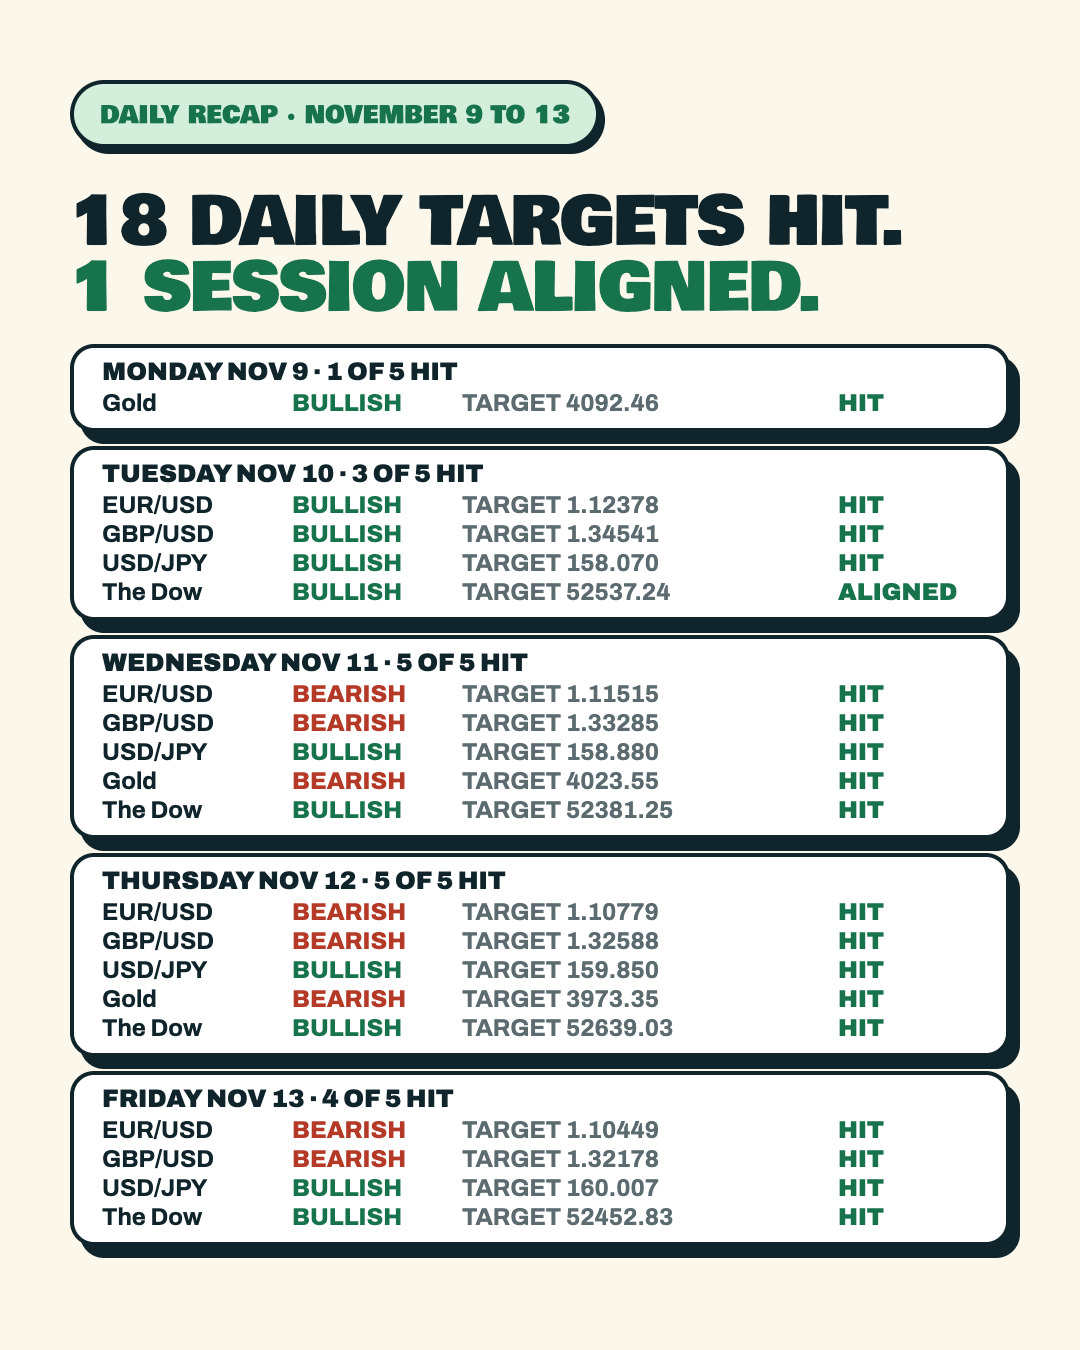 DAILY RECAP · NOVEMBER 9 TO 13
18 DAILY TARGETS HIT.
1 SESSION ALIGNED.
MONDAY NOV 9 · 1 OF 5 HIT
Gold BULLISH TARGET 4092.46 HIT
TUESDAY NOV 10 · 3 OF 5 HIT
EUR/USD BULLISH TARGET 1.12378 HIT
GBP/USD BULLISH TARGET 1.34541 HIT
USD/JPY BULLISH TARGET 158.070 HIT
The Dow BULLISH TARGET 52537.24 ALIGNED
WEDNESDAY NOV 11 · 5 OF 5 HIT
EUR/USD BEARISH TARGET 1.11515 HIT
GBP/USD BEARISH TARGET 1.33285 HIT
USD/JPY BULLISH TARGET 158.880 HIT
Gold BEARISH TARGET 4023.55 HIT
The Dow BULLISH TARGET 52381.25 HIT
THURSDAY NOV 12 · 5 OF 5 HIT
EUR/USD BEARISH TARGET 1.10779 HIT
GBP/USD BEARISH TARGET 1.32588 HIT
USD/JPY BULLISH TARGET 159.850 HIT
Gold BEARISH TARGET 3973.35 HIT
The Dow BULLISH TARGET 52639.03 HIT
FRIDAY NOV 13 · 4 OF 5 HIT
EUR/USD BEARISH TARGET 1.10449 HIT
GBP/USD BEARISH TARGET 1.32178 HIT
USD/JPY BULLISH TARGET 160.007 HIT
The Dow BULLISH TARGET 52452.83 HIT